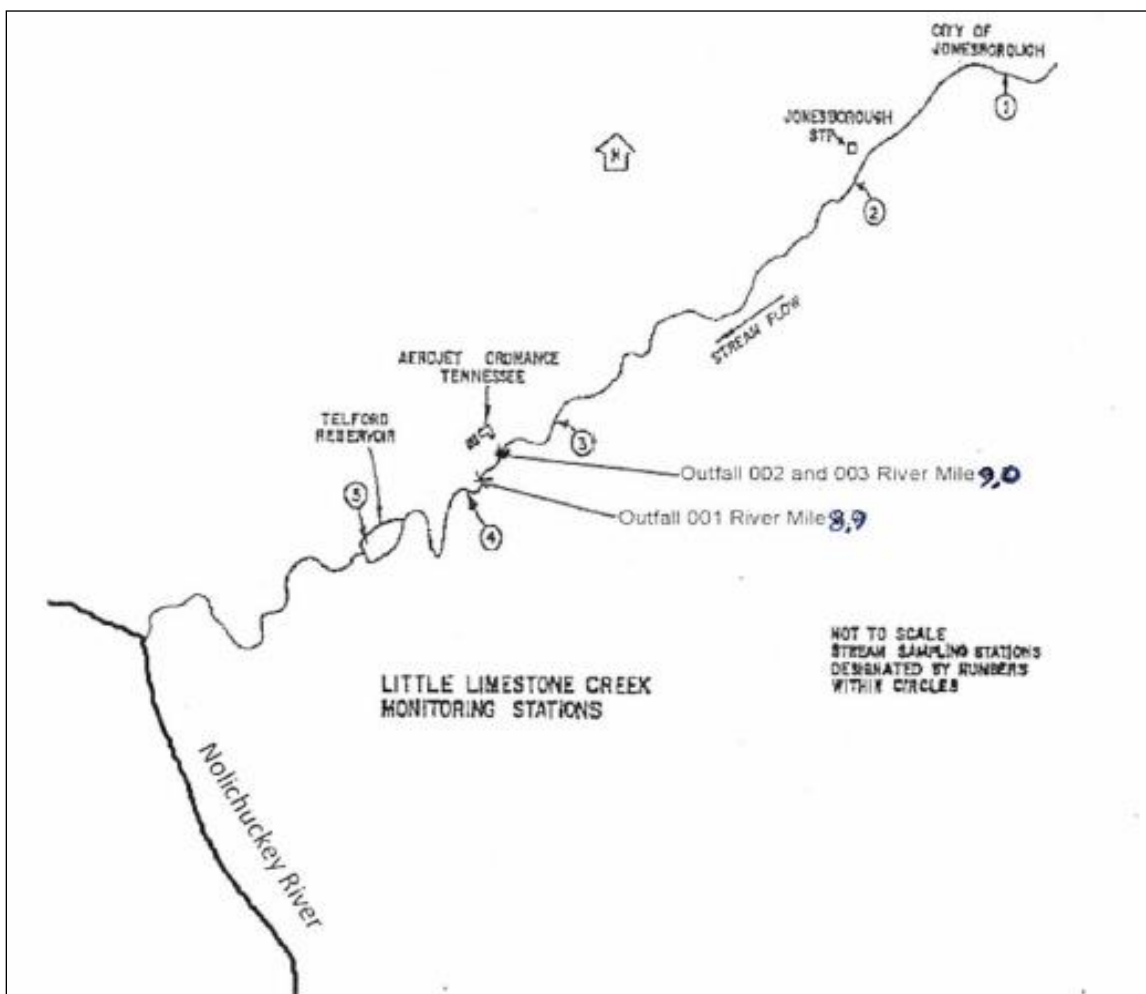 CITY OF
JONESBOROUGH
1
JONESBOROUGH
STP
N
2
STREAM FLOW
AEROJET ORDNANCE
TENNESSEE
TELFORD
RESERVOIR
3
Outfall 002 and 003 River Mile 9.0
5
Outfall 001 River Mile 8.9
4
NOT TO SCALE
STREAM SAMPLING STATIONS
DESIGNATED BY NUMBERS
WITHIN CIRCLES
LITTLE LIMESTONE CREEK
MONITORING STATIONS
Nolichuckey River